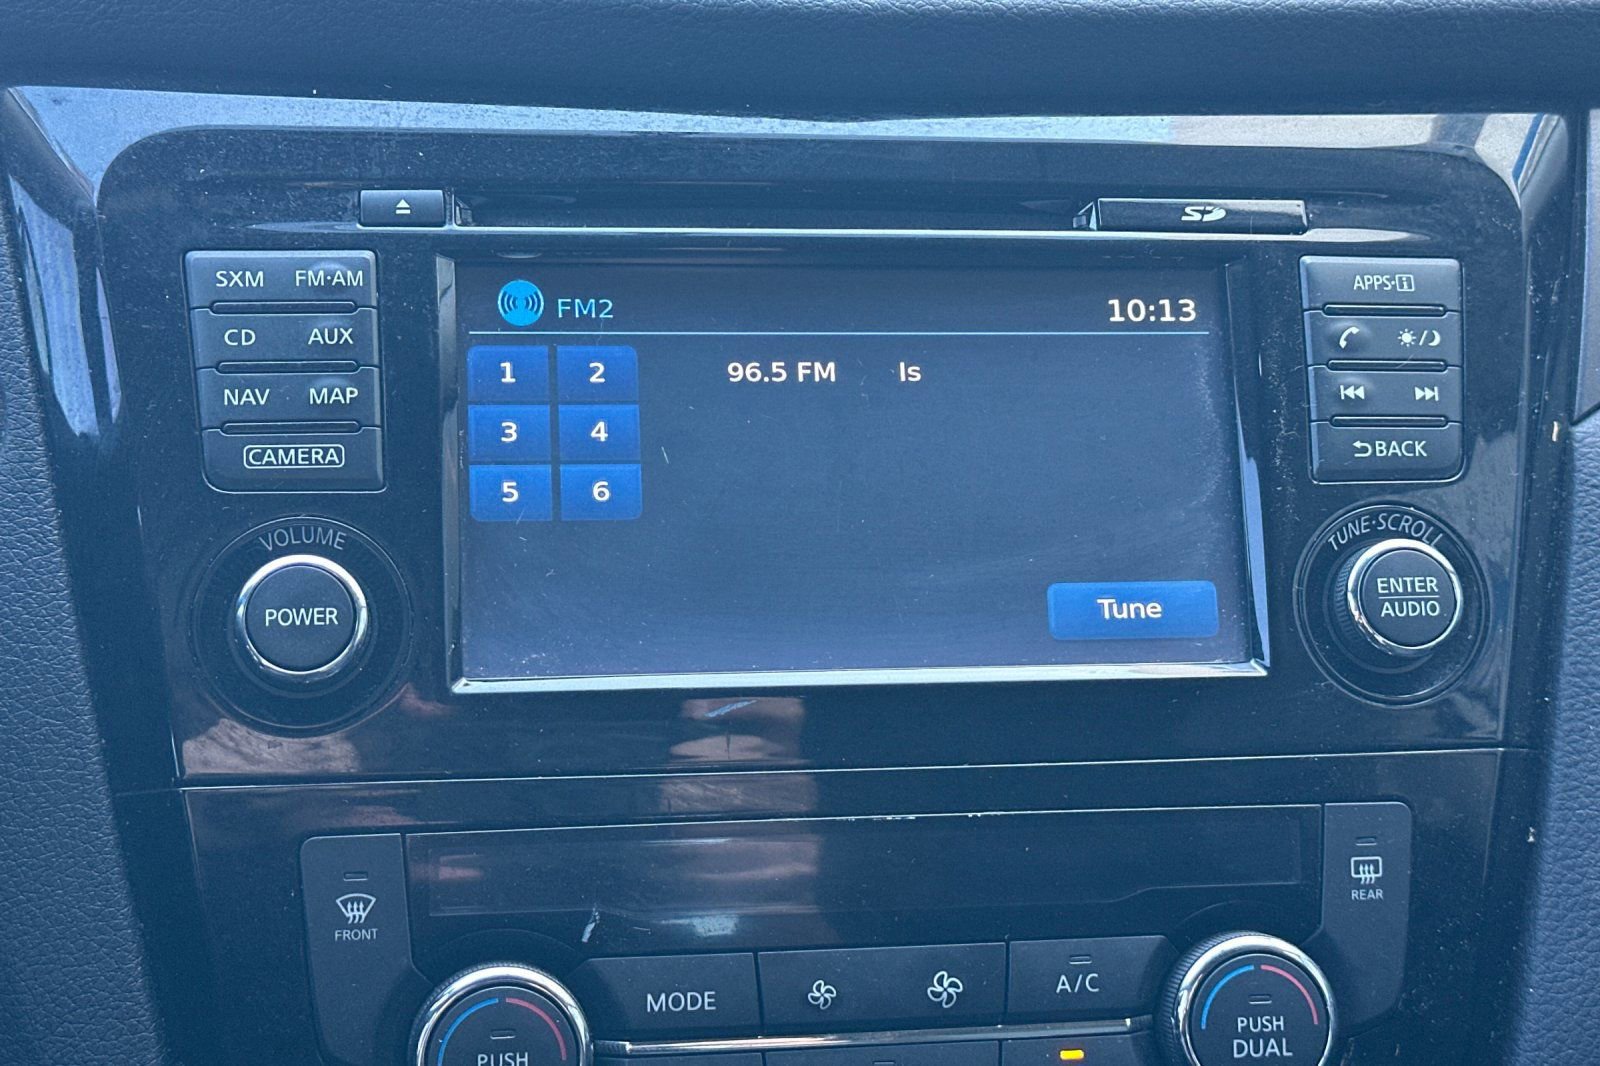 SD
SXM FM·AM
CD AUX
NAV MAP
CAMERA
VOLUME
POWER
FM2 10:13
1 2 96.5 FM Is
3 4
5 6
Tune
APPS·i
BACK
TUNE·SCROLL
ENTER
AUDIO
FRONT
REAR
MODE
A/C
PUSH
PUSH
DUAL